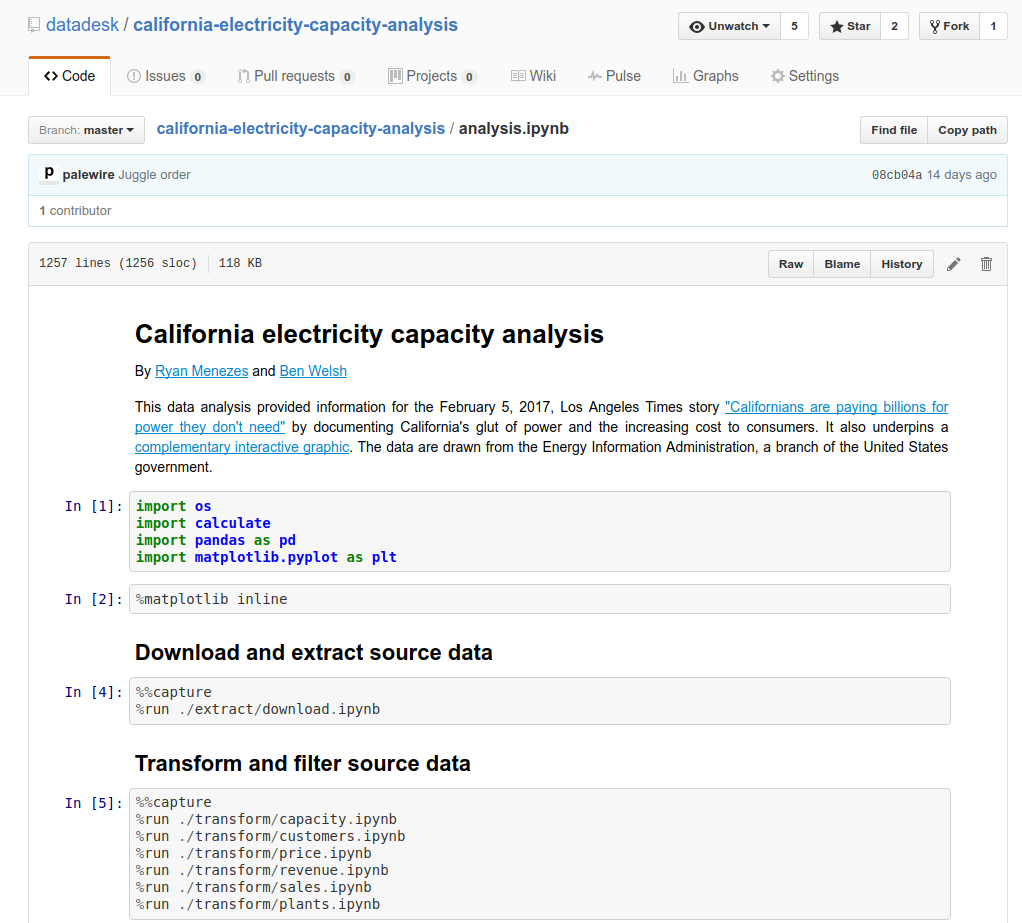 datadesk / california-electricity-capacity-analysis
Unwatch 5 Star 2 Fork 1
Code Issues 0 Pull requests 0 Projects 0 Wiki Pulse Graphs Settings
Branch: master california-electricity-capacity-analysis / analysis.ipynb Find file Copy path
p palewire Juggle order 08cb04a 14 days ago
1 contributor
1257 lines (1256 sloc) 118 KB Raw Blame History
California electricity capacity analysis
By Ryan Menezes and Ben Welsh
This data analysis provided information for the February 5, 2017, Los Angeles Times story "Californians are paying billions for
power they don't need" by documenting California's glut of power and the increasing cost to consumers. It also underpins a
complementary interactive graphic. The data are drawn from the Energy Information Administration, a branch of the United States
government.
In [1]: import os
import calculate
import pandas as pd
import matplotlib.pyplot as plt
In [2]: %matplotlib inline
Download and extract source data
In [4]: %%capture
%run ./extract/download.ipynb
Transform and filter source data
In [5]: %%capture
%run ./transform/capacity.ipynb
%run ./transform/customers.ipynb
%run ./transform/price.ipynb
%run ./transform/revenue.ipynb
%run ./transform/sales.ipynb
%run ./transform/plants.ipynb